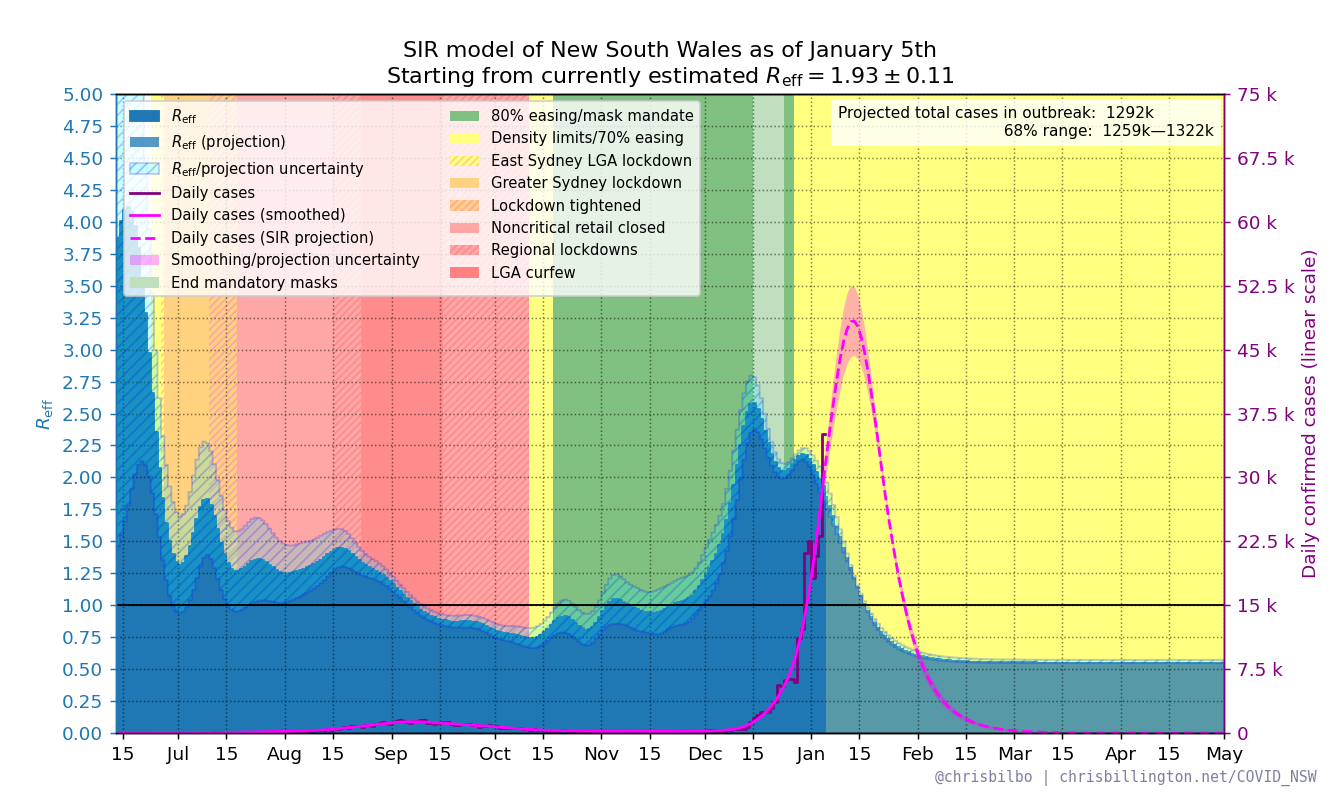 SIR model of New South Wales as of January 5th
Starting from currently estimated R_eff = 1.93 ± 0.11
R_eff
R_eff (projection)
R_eff/projection uncertainty
Daily cases
Daily cases (smoothed)
Daily cases (SIR projection)
Smoothing/projection uncertainty
End mandatory masks
80% easing/mask mandate
Density limits/70% easing
East Sydney LGA lockdown
Greater Sydney lockdown
Lockdown tightened
Noncritical retail closed
Regional lockdowns
LGA curfew
Projected total cases in outbreak: 1292k
68% range: 1259k—1322k
R_eff
5.00
4.75
4.50
4.25
4.00
3.75
3.50
3.25
3.00
2.75
2.50
2.25
2.00
1.75
1.50
1.25
1.00
0.75
0.50
0.25
0.00
75 k
67.5 k
60 k
52.5 k
45 k
37.5 k
30 k
22.5 k
15 k
7.5 k
0
Daily confirmed cases (linear scale)
15 Jul 15 Aug 15 Sep 15 Oct 15 Nov 15 Dec 15 Jan 15 Feb 15 Mar 15 Apr 15 May
@chrisbilbo | chrisbillington.net/COVID_NSW